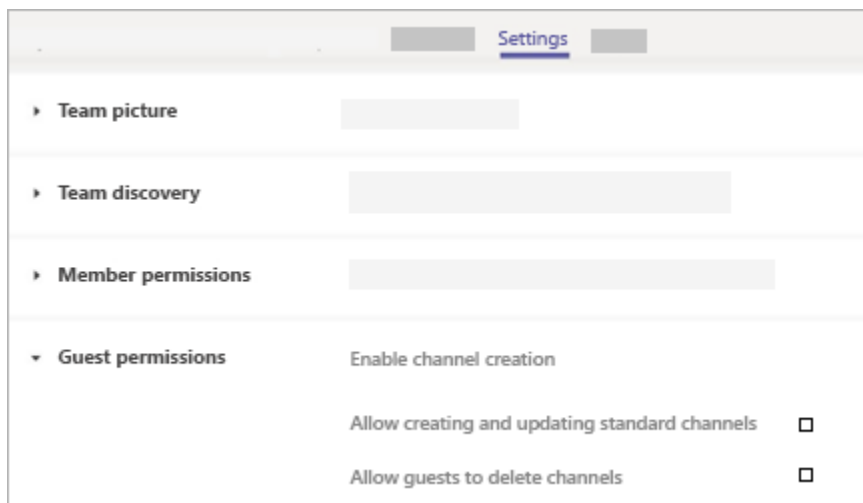 Settings
Team picture
Team discovery
Member permissions
Guest permissions
Enable channel creation
Allow creating and updating standard channels
Allow guests to delete channels